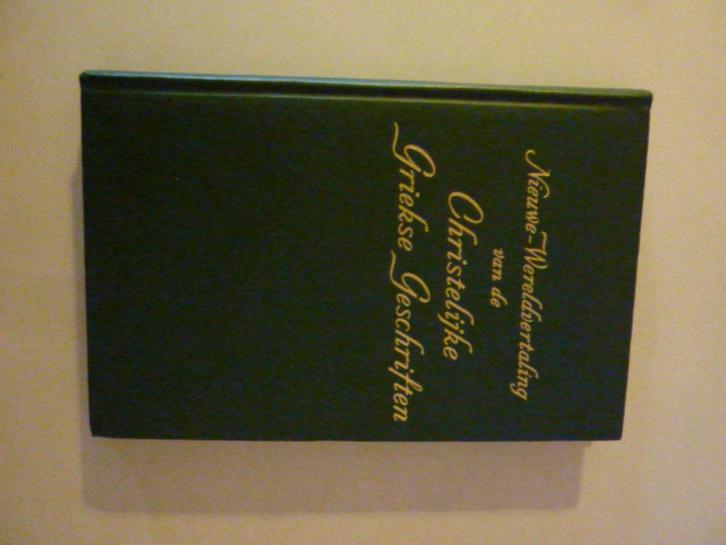 Nieuwe-Wereldvertaling
van de
Christelijke
Griekse Geschriften